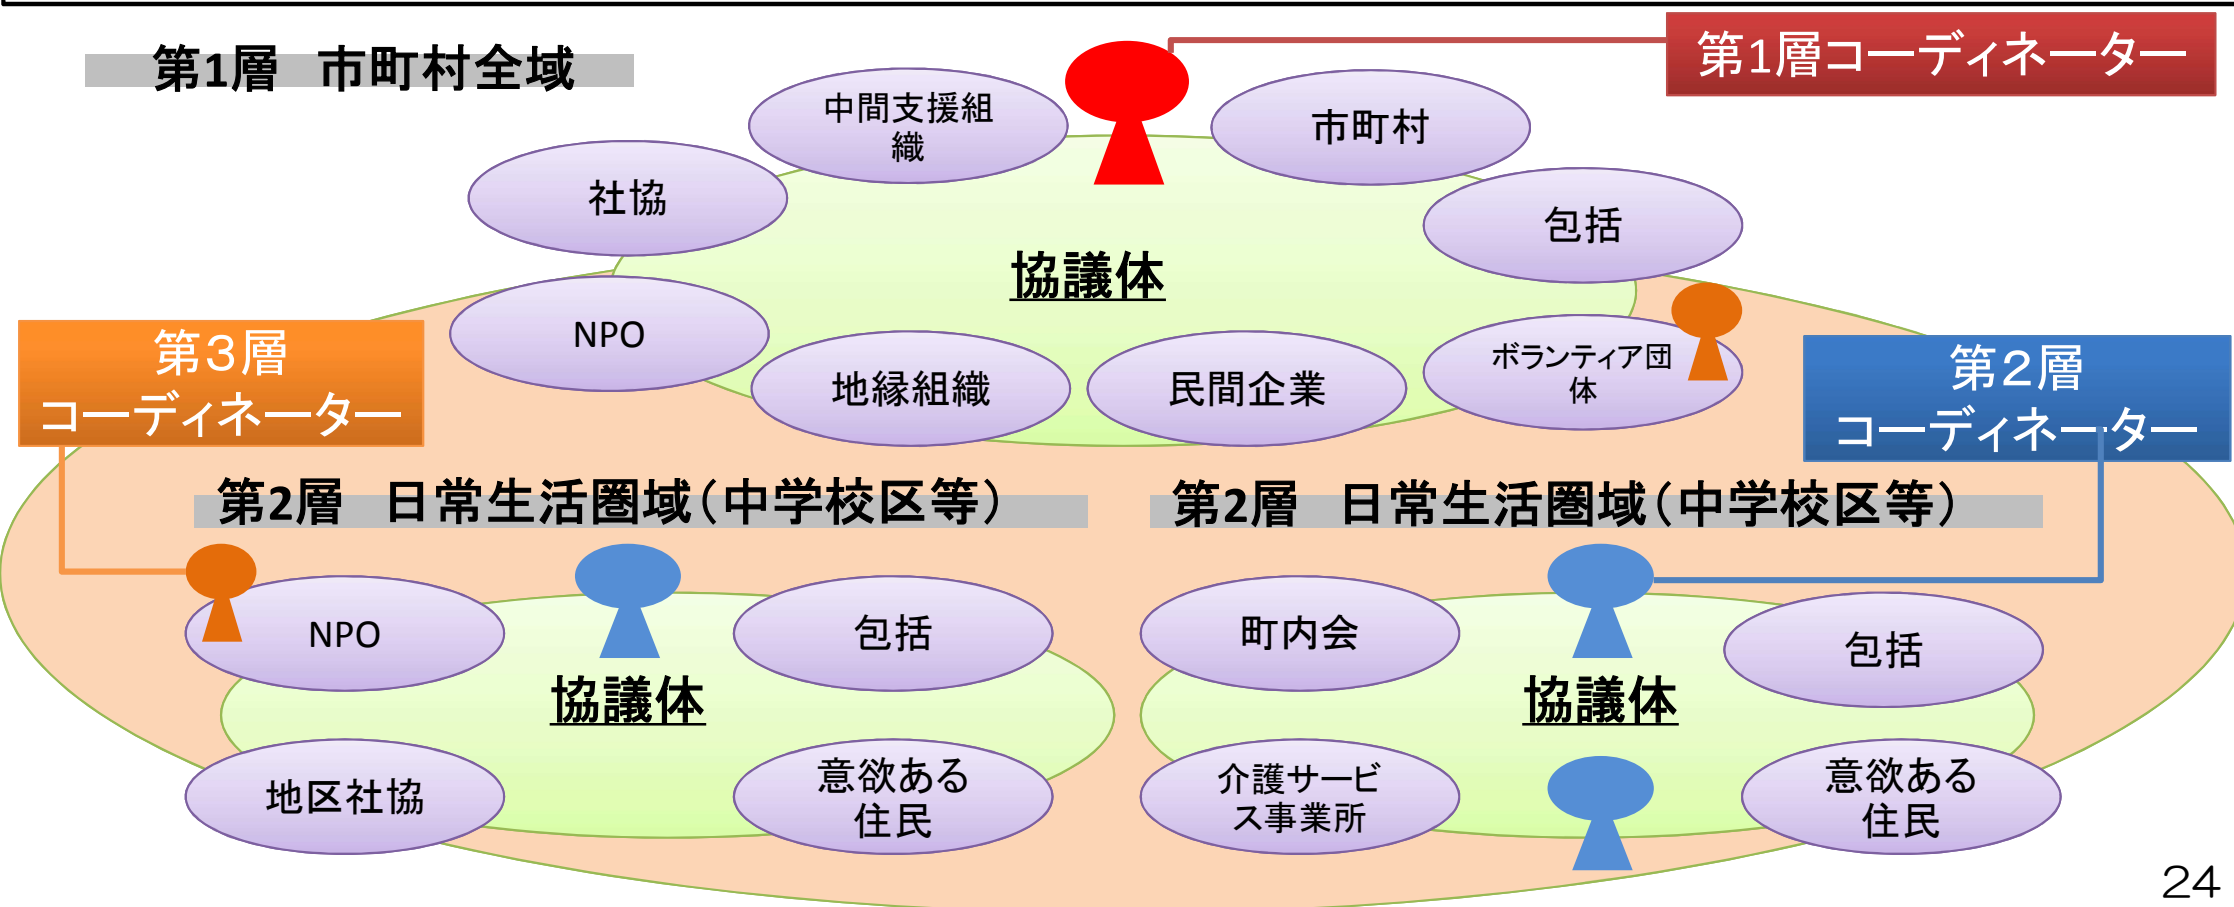 第1層コーディネーター
第1層　市町村全域
中間支援組
織
市町村
社協
包括
協議体
NPO
ボランティア団
体
地縁組織
民間企業
第３層
コーディネーター
第２層
コーディネーター
第2層　日常生活圏域（中学校区等）
第2層　日常生活圏域（中学校区等）
NPO
包括
協議体
地区社協
意欲ある
住民
町内会
包括
協議体
介護サービ
ス事業所
意欲ある
住民
24